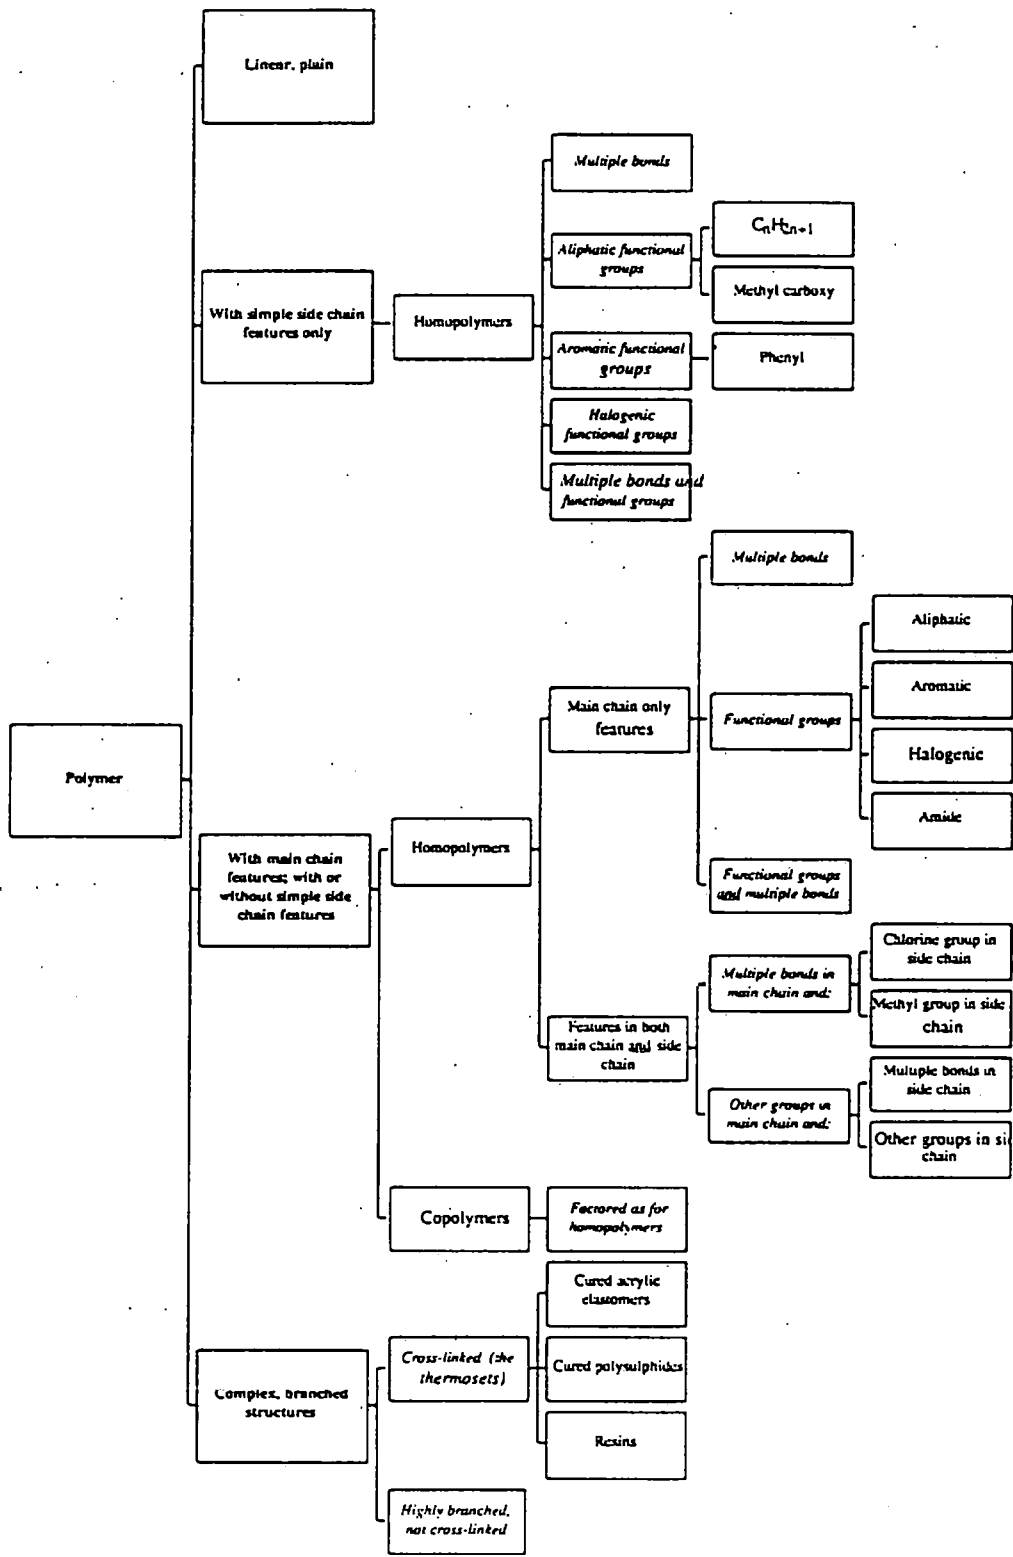 Linear, plain
Multiple bonds
CnH2n+1
Aliphatic functional
groups
Methyl carboxy
With simple side chain
features only
Homopolymers
Aromatic functional
groups
Phenyl
Halogenic
functional groups
Multiple bonds and
functional groups
Multiple bonds
Aliphatic
Aromatic
Main chain only
features
Functional groups
Halogenic
Polymer
Amide
Homopolymers
With main chain
features; with or
without simple side
chain features
Functional groups
and multiple bonds
Chlorine group in
side chain
Multiple bonds in
main chain and:
Methyl group in side
chain
Features in both
main chain and side
chain
Multiple bonds in
side chain
Other groups in
main chain and:
Other groups in si
chain
Copolymers
Factored as for
homopolymers
Cured acrylic
elastomers
Cross-linked (the
thermosets)
Cured polysulphides
Complex, branched
structures
Resins
Highly branched,
not cross-linked